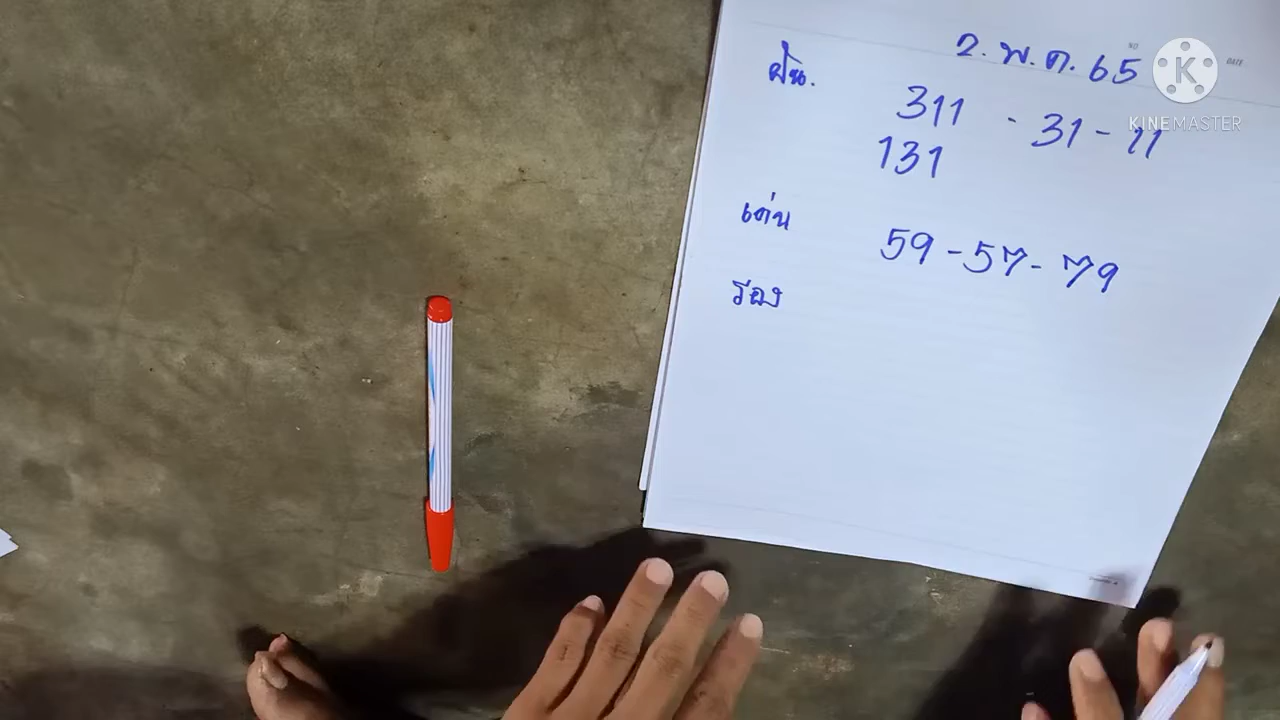 2. พ.ค. 65
ฝัน.
311 - 31 - 11
131
เด่น
59 - 57 - 79
รอง
KINEMASTER